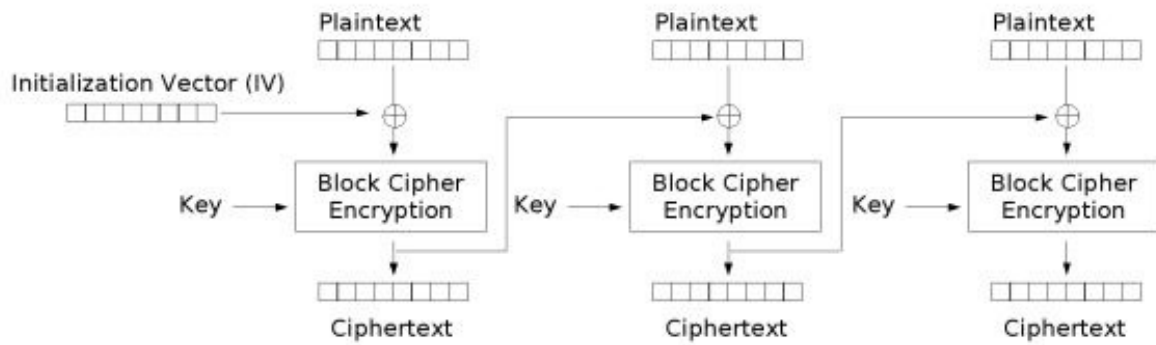 Plaintext
Plaintext
Plaintext
Initialization Vector (IV)
Key
Block Cipher
Encryption
Key
Block Cipher
Encryption
Key
Block Cipher
Encryption
Ciphertext
Ciphertext
Ciphertext